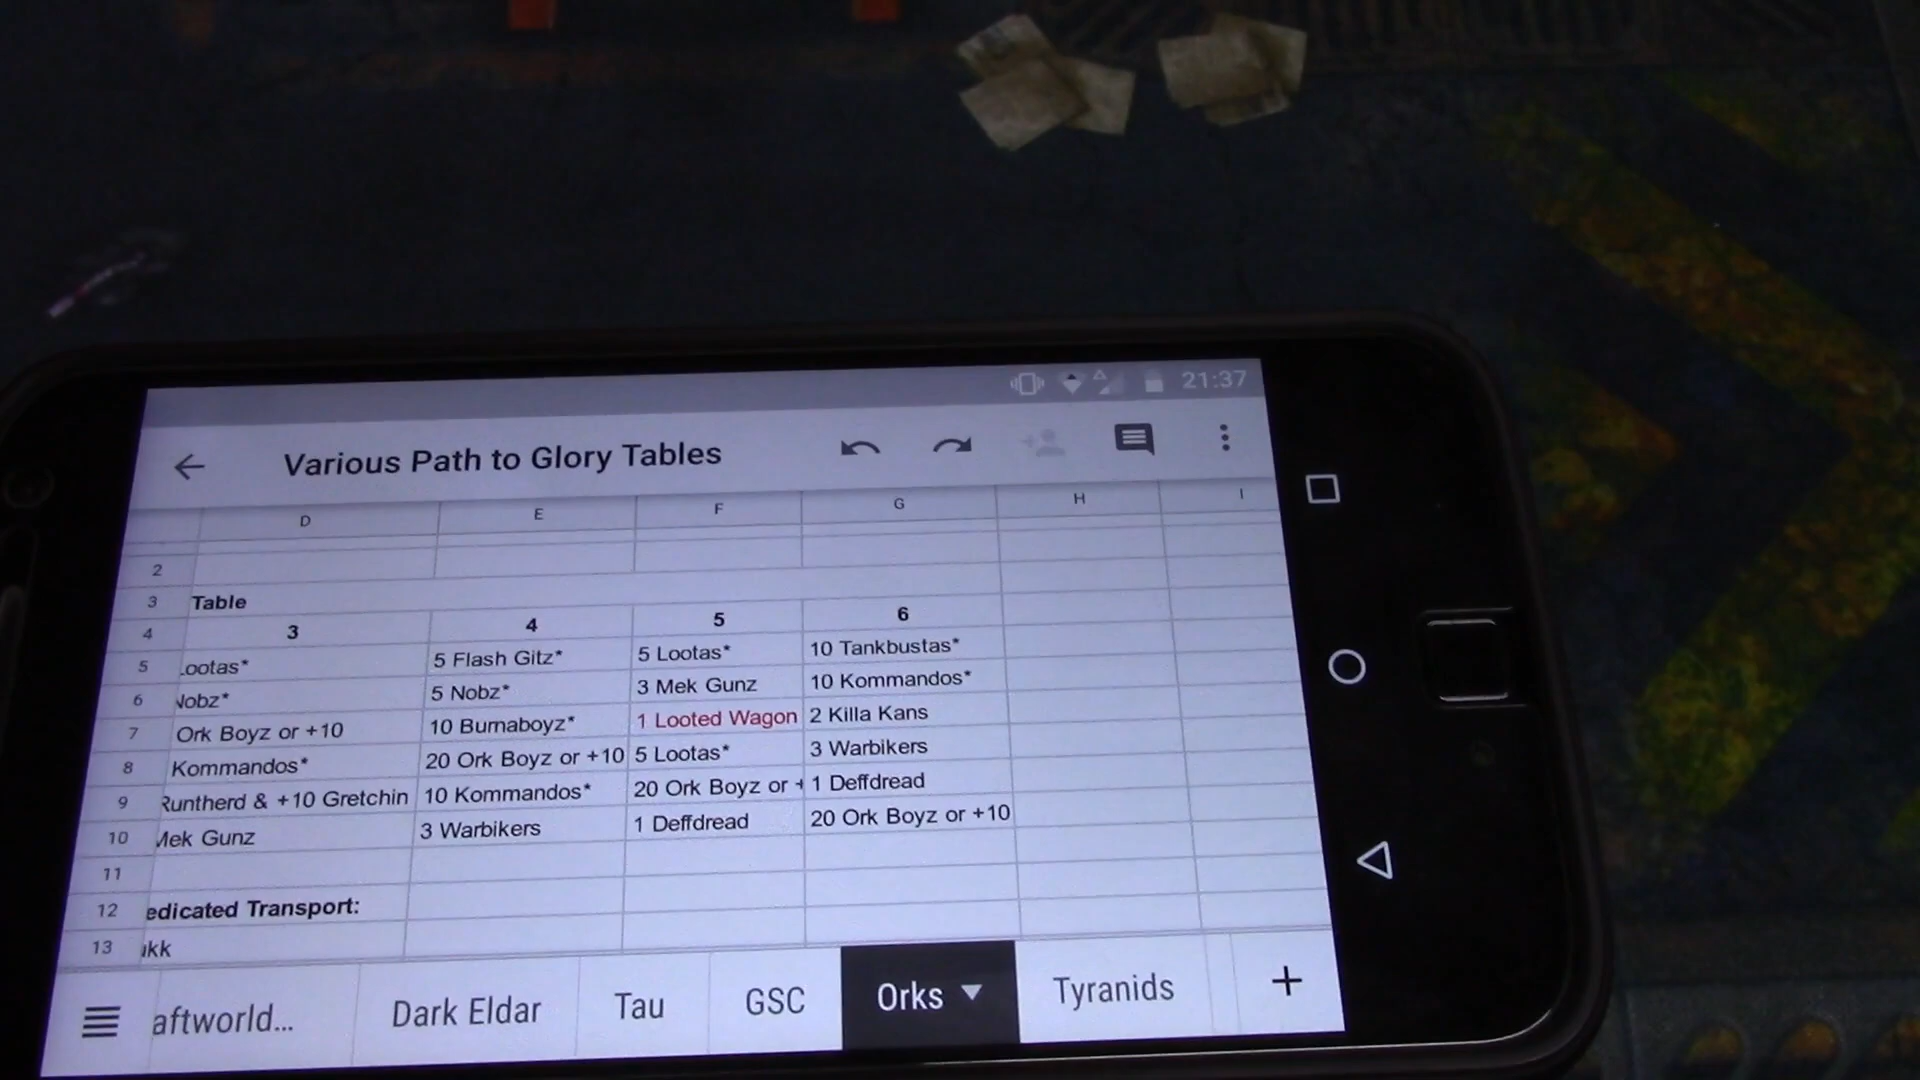 21:37
Various Path to Glory Tables
D E F G H I
2
3 Table
4 3 4 5 6
5 ootas* 5 Flash Gitz* 5 Lootas* 10 Tankbustas*
6 Nobz* 5 Nobz* 3 Mek Gunz 10 Kommandos*
7 Ork Boyz or +10 10 Burnaboyz* 1 Looted Wagon 2 Killa Kans
8 Kommandos* 20 Ork Boyz or +10 5 Lootas* 3 Warbikers
9 Runtherd & +10 Gretchin 10 Kommandos* 20 Ork Boyz or + 1 Deffdread
10 Mek Gunz 3 Warbikers 1 Deffdread 20 Ork Boyz or +10
11
12 edicated Transport:
13 ukk
aftworld... Dark Eldar Tau GSC Orks Tyranids +